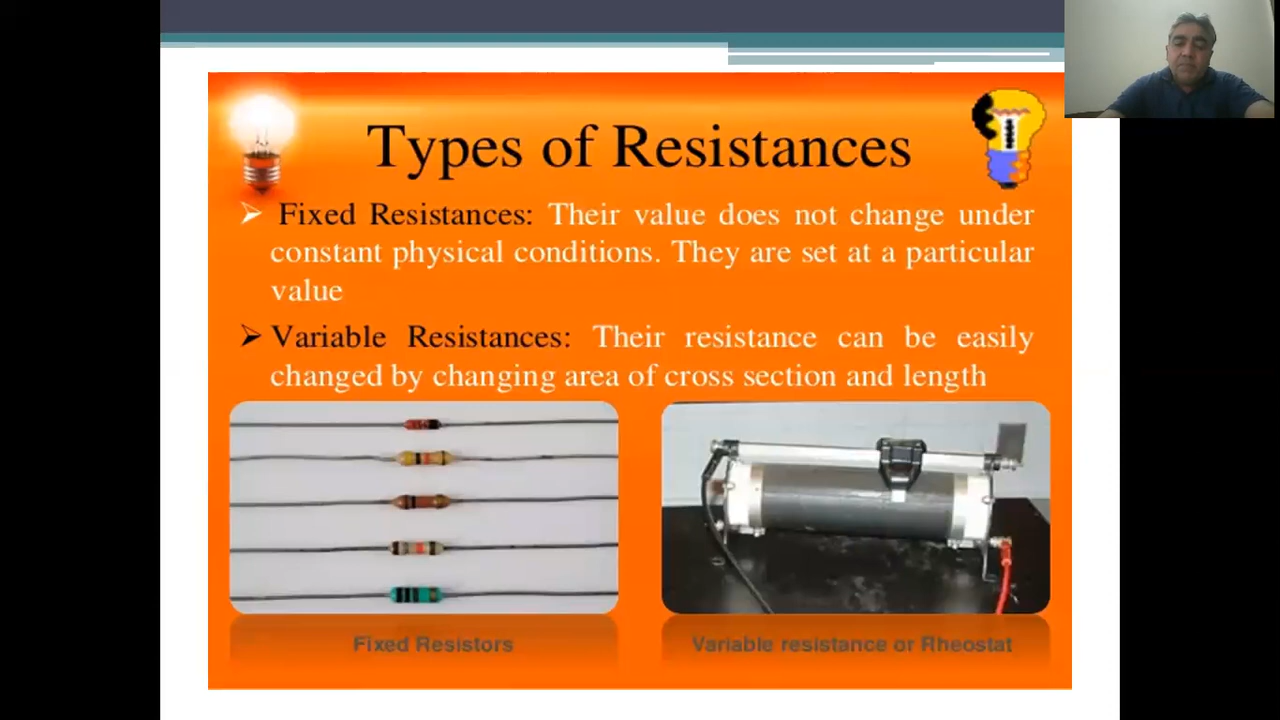 Types of Resistances
Fixed Resistances: Their value does not change under
constant physical conditions. They are set at a particular
value
Variable Resistances: Their resistance can be easily
changed by changing area of cross section and length
Fixed Resistors
Variable resistance or Rheostat